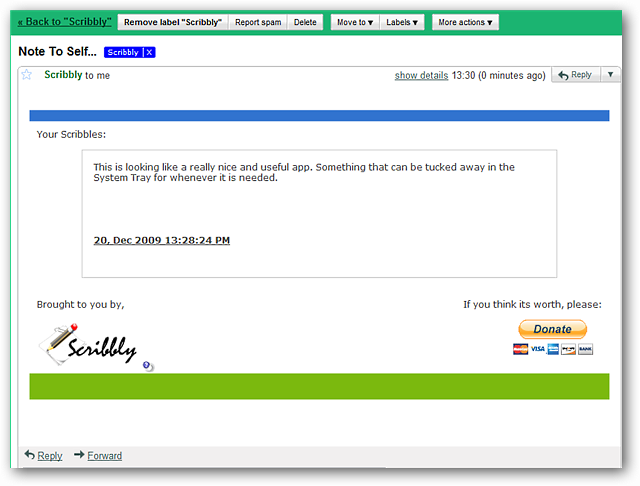 « Back to "Scribbly" Remove label "Scribbly" Report spam Delete Move to ▼ Labels ▼ More actions ▼
Note To Self... Scribbly X
Scribbly to me show details 13:30 (0 minutes ago) Reply ▼
Your Scribbles:
This is looking like a really nice and useful app. Something that can be tucked away in the
System Tray for whenever it is needed.
20, Dec 2009 13:28:24 PM
Brought to you by, If you think its worth, please:
Scribbly ? Donate
VISA BANK
Reply Forward